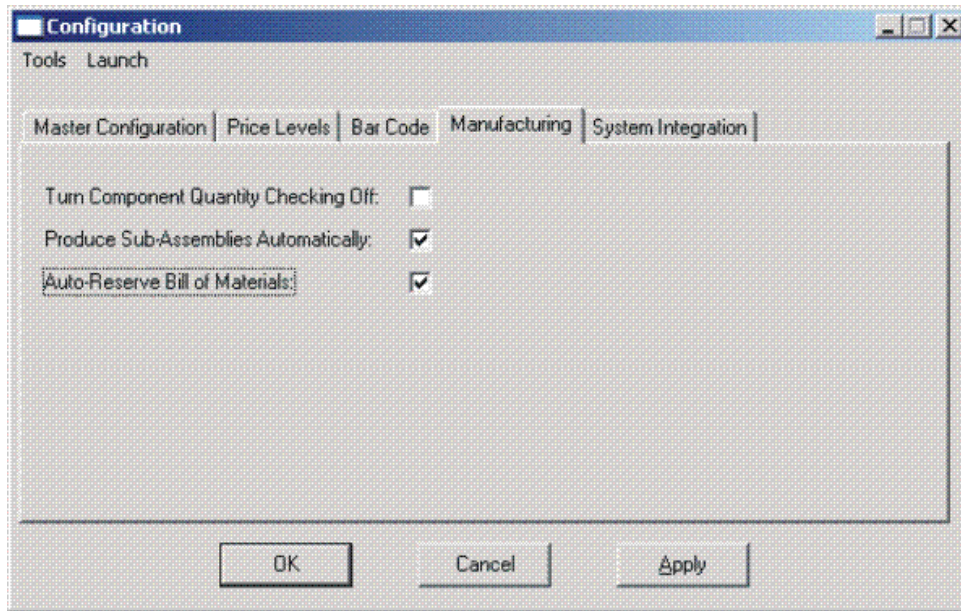 Configuration
Tools Launch
Master Configuration Price Levels Bar Code Manufacturing System Integration
Turn Component Quantity Checking Off:
Produce Sub-Assemblies Automatically:
Auto-Reserve Bill of Materials:
OK Cancel Apply